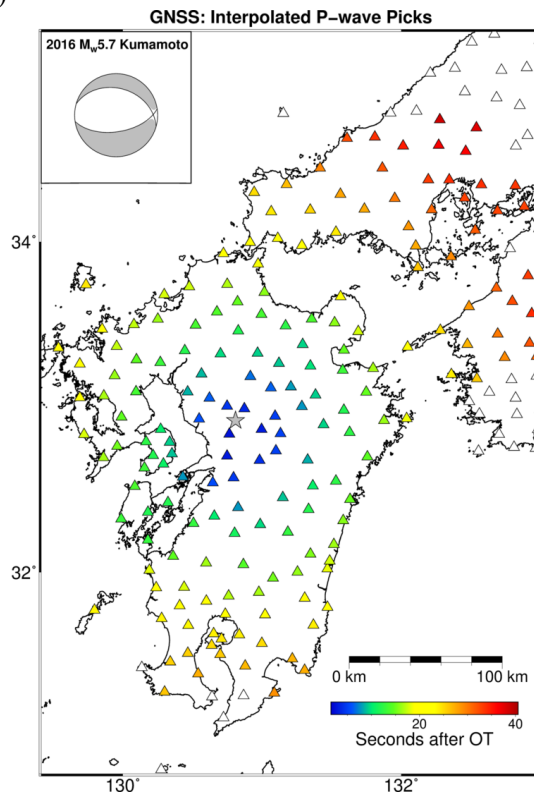 )
GNSS: Interpolated P−wave Picks
2016 Mw5.7 Kumamoto
34˚
32˚
0 km 100 km
20 40
Seconds after OT
130˚ 132˚